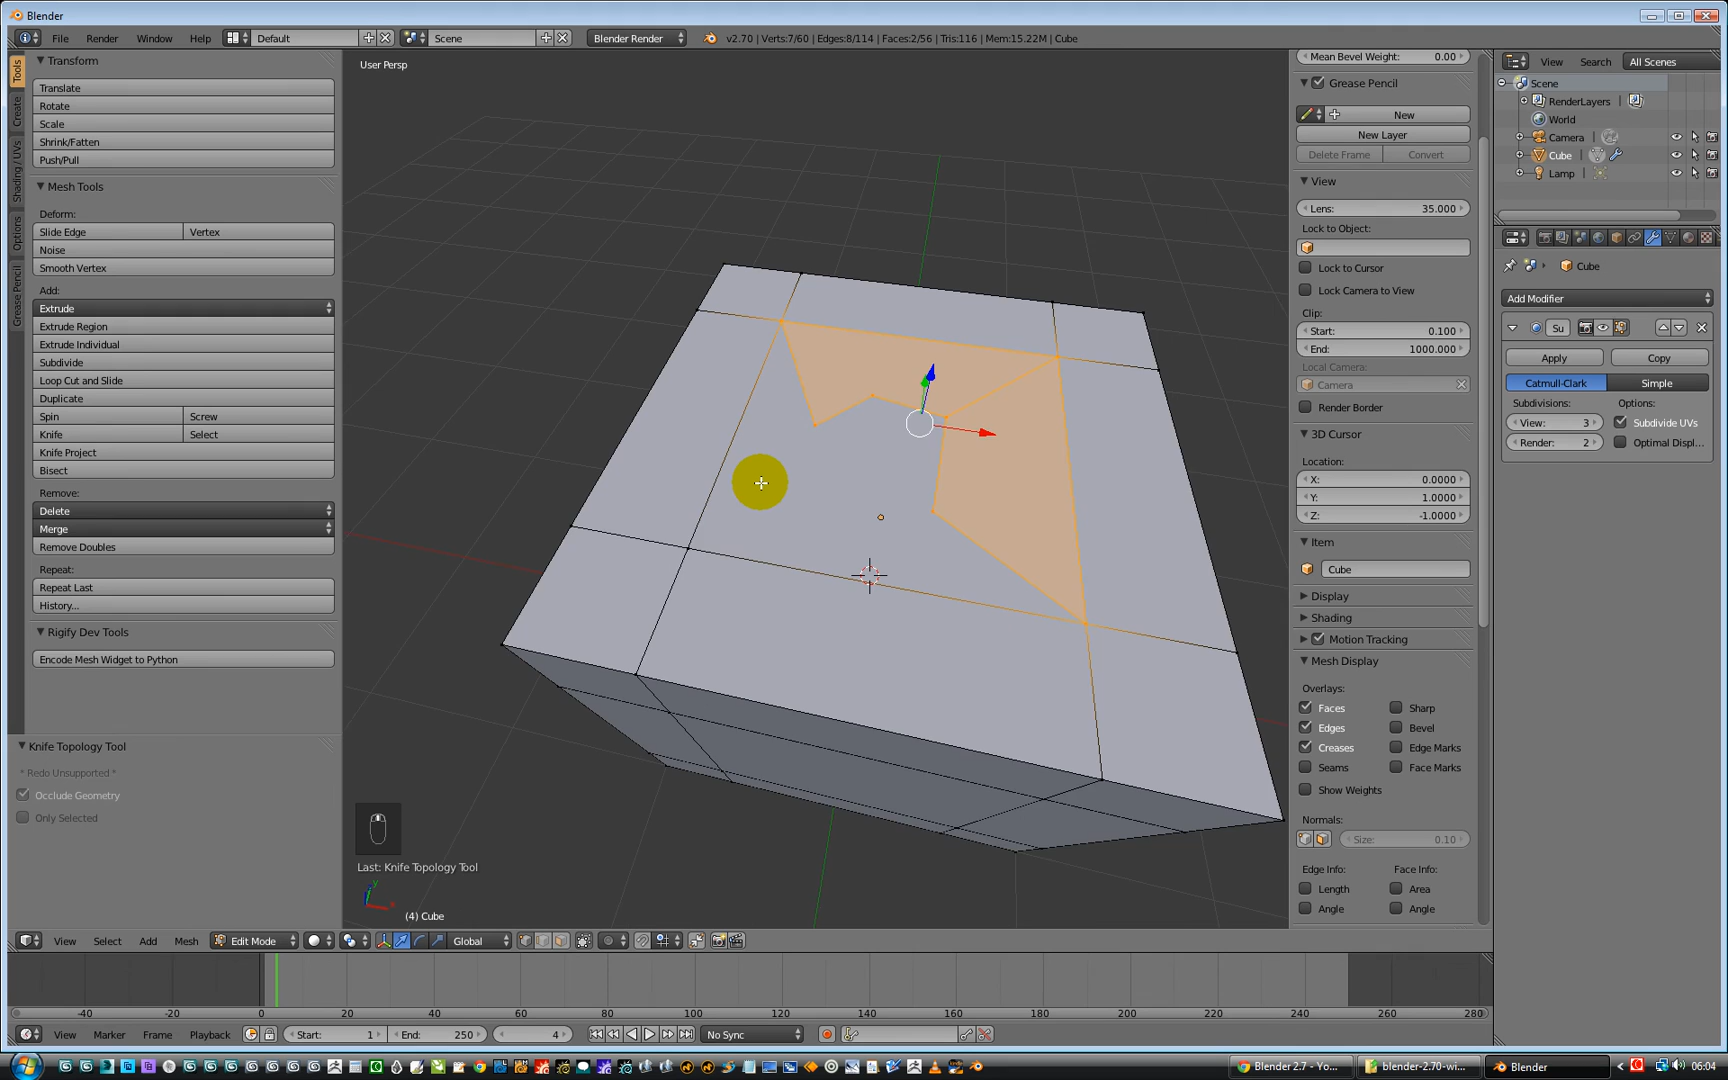 Blender
File Render Window Help Default Scene Blender Render v2.70 | Verts:7/60 | Edges:8/114 | Faces:2/56 | Tris:116 | Mem:15.22M | Cube
Tools
Create
Shading / UVs
Options
Grease Pencil
Transform
Translate
Rotate
Scale
Shrink/Fatten
Push/Pull
Mesh Tools
Deform:
Slide Edge Vertex
Noise
Smooth Vertex
Add:
Extrude
Extrude Region
Extrude Individual
Subdivide
Loop Cut and Slide
Duplicate
Spin Screw
Knife Select
Knife Project
Bisect
Remove:
Delete
Merge
Remove Doubles
Repeat:
Repeat Last
History...
Rigify Dev Tools
Encode Mesh Widget to Python
Knife Topology Tool
* Redo Unsupported *
Occlude Geometry
Only Selected
User Persp
Last: Knife Topology Tool
(4) Cube
Mean Bevel Weight: 0.00
Grease Pencil
New
New Layer
Delete Frame Convert
View
Lens: 35.000
Lock to Object:
Lock to Cursor
Lock Camera to View
Clip:
Start: 0.100
End: 1000.000
Local Camera:
Camera
Render Border
3D Cursor
Location:
X: 0.0000
Y: 1.0000
Z: -1.0000
Item
Cube
Display
Shading
Motion Tracking
Mesh Display
Overlays:
Faces Sharp
Edges Bevel
Creases Edge Marks
Seams Face Marks
Show Weights
Normals:
Size: 0.10
Edge Info: Face Info:
Length Area
Angle Angle
View Search All Scenes
Scene
RenderLayers
World
Camera
Cube
Lamp
Cube
Add Modifier
Su
Apply Copy
Catmull-Clark Simple
Subdivisions: Options:
View: 3 Subdivide UVs
Render: 2 Optimal Displ...
View Select Add Mesh Edit Mode Global
-40 -20 0 20 40 60 80 100 120 140 160 180 200 220 240 260 280
View Marker Frame Playback Start: 1 End: 250 4 No Sync
Blender 2.7 - Yo... blender-2.70-wi... Blender 06:04